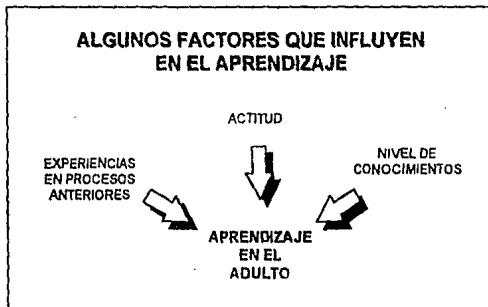 ALGUNOS FACTORES QUE INFLUYEN
EN EL APRENDIZAJE
ACTITUD
EXPERIENCIAS
EN PROCESOS
ANTERIORES
NIVEL DE
CONOCIMIENTOS
APRENDIZAJE
EN EL
ADULTO